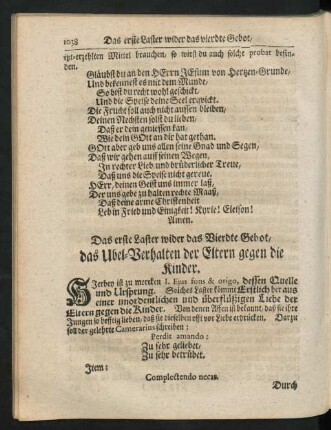 1038 Das erste Laster wider das vierdte Gebot,
itzt-erzehlten Mittel brauchen, so wirst du auch solche probat befin-
den.
Gläubst du an den HErrn JEsum von Hertzen-Grunde,
Und bekennest es mit dem Munde,
So bist du recht wohl geschickt,
Und die Speise deine Seel erqvickt.
Die Frucht soll auch nicht aussen bleiben,
Deinen Nechsten solst du lieben,
Daß er dein geniessen kan,
Wie dein GOtt an dir hat gethan.
GOtt aber geb uns allen seine Gnad und Segen,
Daß wir gehen auff seinen Wegen,
In rechter Lieb und brüderlicher Treue,
Daß uns die Speise nicht gereue.
HErr, deinen Geist uns immer laß,
Der uns gebe zu halten rechte Maaß,
Daß deine arme Christenheit
Leb in Fried und Einigkeit! Kyrie! Eleison!
Amen.
Das erste Laster wider das Vierdte Gebot,
das Ubel-Verhalten der Eltern gegen die
Kinder.
HIerbey ist zu mercken I. Ejus fons & origo, dessen Quelle
und Ursprung. Solches Laster kömmt Erstlich her aus
einer unordentlichen und überflüßigen Liebe der
Eltern gegen die Kinder. Von denen Affen ist bekannt, daß sie ihre
Jungen so hefftig lieben, daß sie dieselben offt vor Liebe erdrücken. Darzu
soll der gelehrte Camerarius schreiben:
Perdit amando:
Zu sehr geliebet,
Zu sehr betrübet.
Item:
Complectendo necat.
Durch